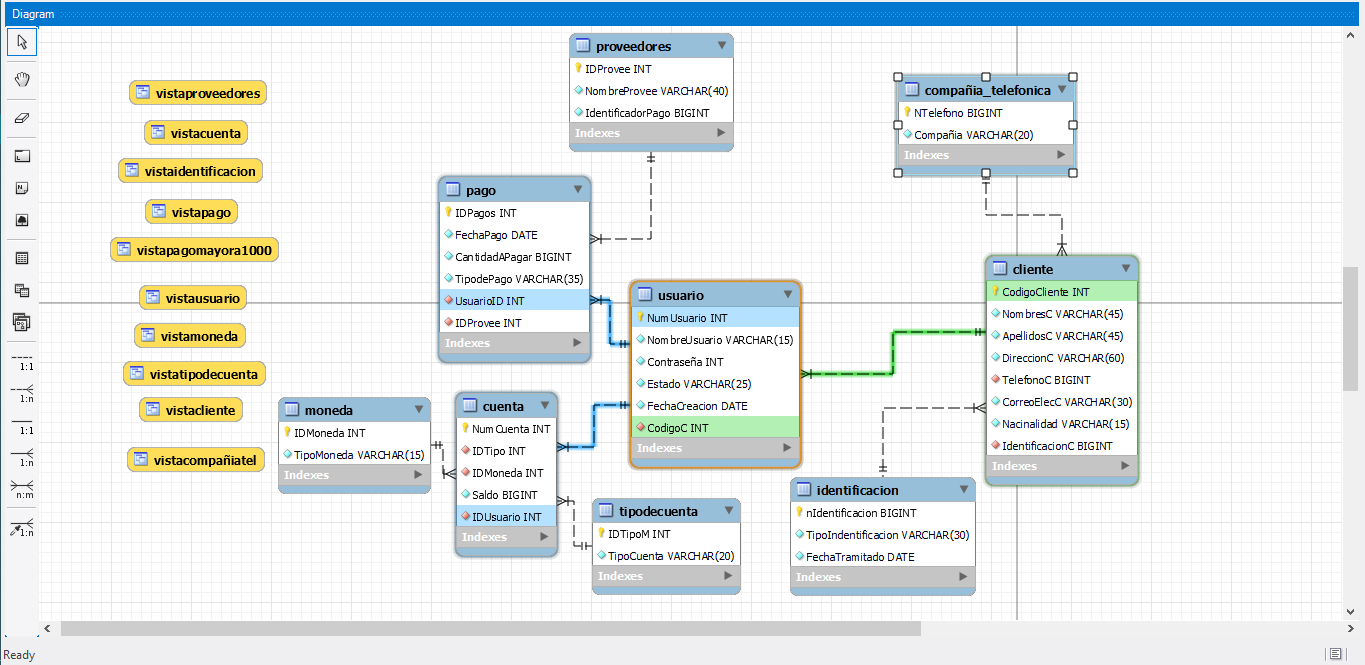 Diagram
vistaproveedores
vistacuenta
vistaidentificacion
vistapago
vistapagomayora1000
vistausuario
vistamoneda
vistatipodecuenta
vistacliente
vistacompañiatel
proveedores
IDProvee INT
NombreProvee VARCHAR(40)
IdentificadorPago BIGINT
Indexes
compañia_telefonica
NTelefono BIGINT
Compañia VARCHAR(20)
Indexes
pago
IDPagos INT
FechaPago DATE
CantidadAPagar BIGINT
TipodePago VARCHAR(35)
UsuarioID INT
IDProvee INT
Indexes
usuario
NumUsuario INT
NombreUsuario VARCHAR(15)
Contraseña INT
Estado VARCHAR(25)
FechaCreacion DATE
CodigoC INT
Indexes
cliente
CodigoCliente INT
NombresC VARCHAR(45)
ApellidosC VARCHAR(45)
DireccionC VARCHAR(60)
TelefonoC BIGINT
CorreoElecC VARCHAR(30)
Nacinalidad VARCHAR(15)
IdentificacionC BIGINT
Indexes
moneda
IDMoneda INT
TipoMoneda VARCHAR(15)
Indexes
cuenta
NumCuenta INT
IDTipo INT
IDMoneda INT
Saldo BIGINT
IDUsuario INT
Indexes
tipodecuenta
IDTipoM INT
TipoCuenta VARCHAR(20)
Indexes
identificacion
nIdentificacion BIGINT
TipoIndentificacion VARCHAR(30)
FechaTramitado DATE
Indexes
1:1
1:n
1:1
1:n
n:m
1:n
Ready